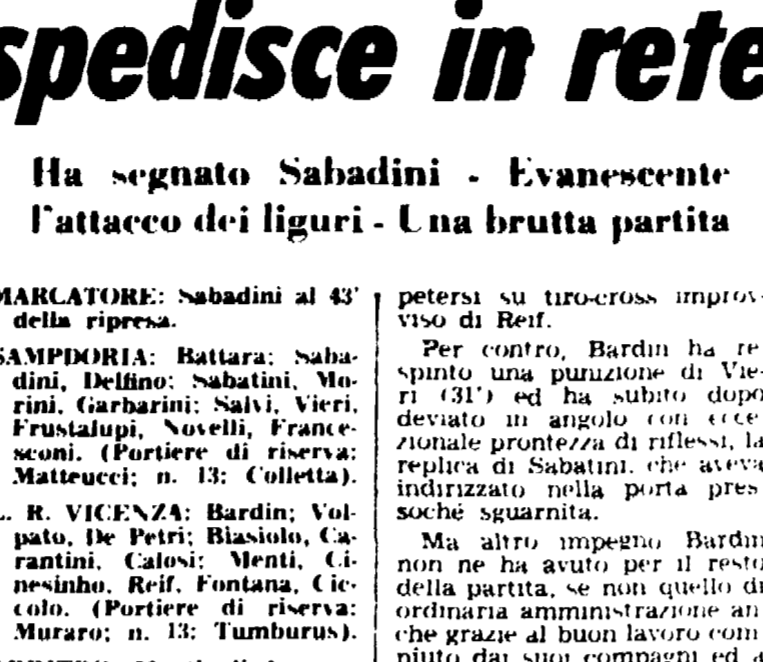 spedisce in rete
Ha segnato Sabadini - Evanescente
l'attacco dei liguri - Una brutta partita
MARCATORE: Sabadini al 43'
della ripresa.
SAMPDORIA: Battara; Saba-
dini, Delfino; Sabatini, Mo-
rini, Garbarini; Salvi, Vieri,
Frustalupi, Novelli, France-
sconi. (Portiere di riserva:
Matteucci; n. 13: Colletta).
L. R. VICENZA: Bardin; Vol-
pato, De Petri; Biasiolo, Ca-
rantini, Calosi; Menti, Ci-
nesinho, Reif, Fontana, Cic-
colo. (Portiere di riserva:
Muraro; n. 13: Tumburus).
petersi su tiro-cross improv-
viso di Reif.
Per contro, Bardin ha re
spinto una punizione di Vie-
ri (31') ed ha subito dopo
deviato in angolo con ecce
zionale prontezza di riflessi, la
replica di Sabatini. che aveva
indirizzato nella porta pres
soché sguarnita.
Ma altro impegno Bardin
non ne ha avuto per il resto
della partita, se non quello di
ordinaria amministrazione an
che grazie al buon lavoro com
piuto dai suoi compagni ed a